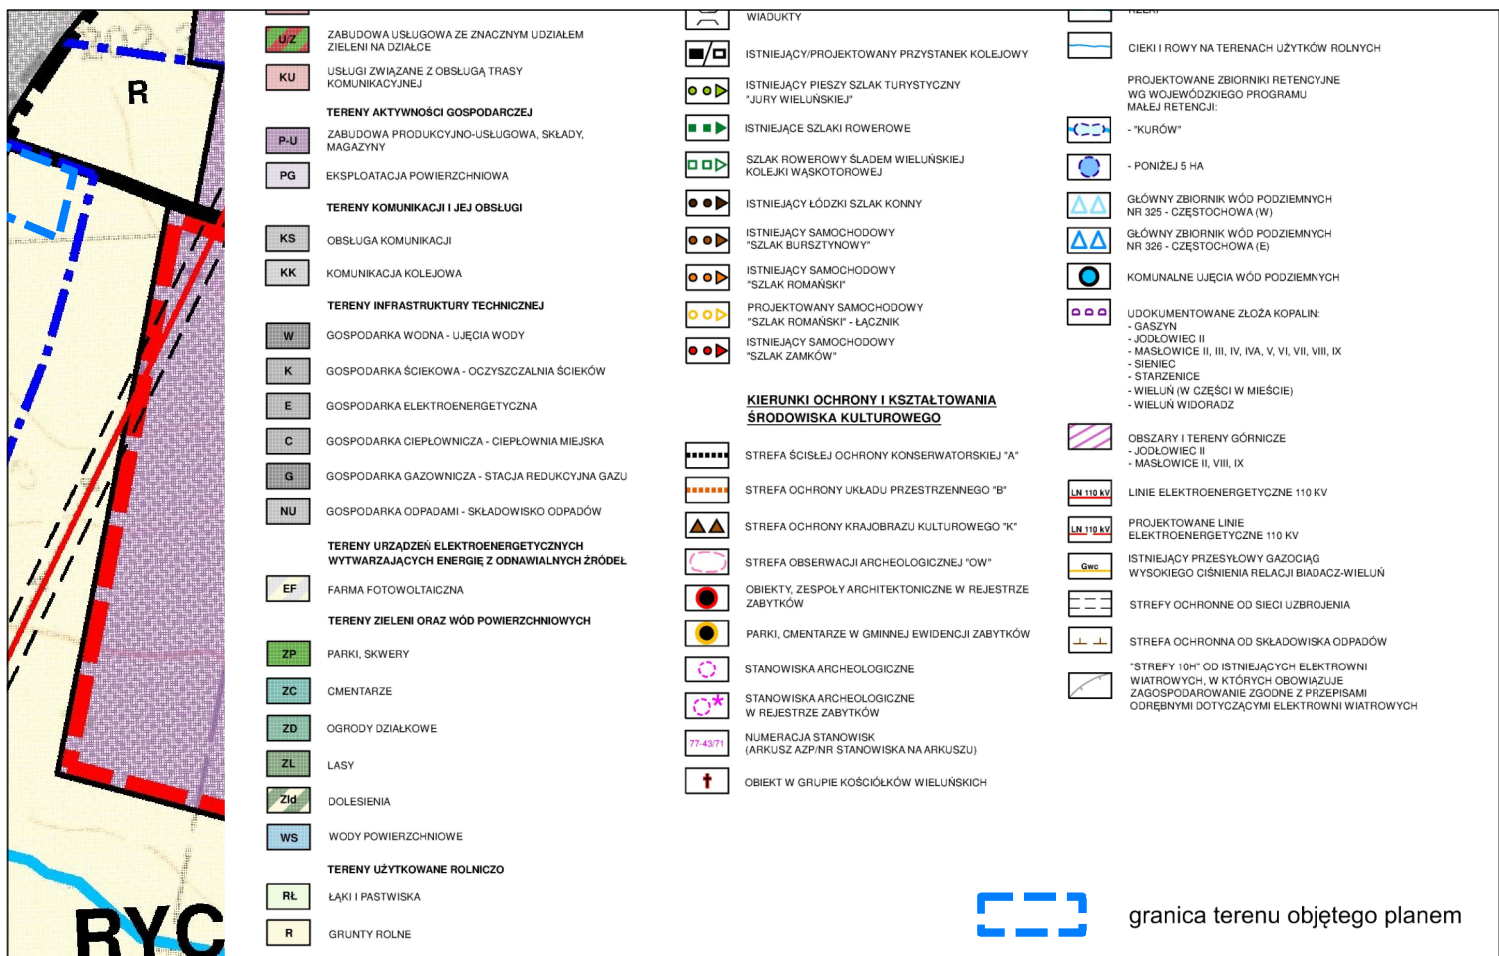 202
R
RYC
U/Z
ZABUDOWA USŁUGOWA ZE ZNACZNYM UDZIAŁEM
ZIELENI NA DZIAŁCE
KU
USŁUGI ZWIĄZANE Z OBSŁUGĄ TRASY
KOMUNIKACYJNEJ
TERENY AKTYWNOŚCI GOSPODARCZEJ
P-U
ZABUDOWA PRODUKCYJNO-USŁUGOWA, SKŁADY,
MAGAZYNY
PG
EKSPLOATACJA POWIERZCHNIOWA
TERENY KOMUNIKACJI I JEJ OBSŁUGI
KS
OBSŁUGA KOMUNIKACJI
KK
KOMUNIKACJA KOLEJOWA
TERENY INFRASTRUKTURY TECHNICZNEJ
W
GOSPODARKA WODNA - UJĘCIA WODY
K
GOSPODARKA ŚCIEKOWA - OCZYSZCZALNIA ŚCIEKÓW
E
GOSPODARKA ELEKTROENERGETYCZNA
C
GOSPODARKA CIEPŁOWNICZA - CIEPŁOWNIA MIEJSKA
G
GOSPODARKA GAZOWNICZA - STACJA REDUKCYJNA GAZU
NU
GOSPODARKA ODPADAMI - SKŁADOWISKO ODPADÓW
TERENY URZĄDZEŃ ELEKTROENERGETYCZNYCH
WYTWARZAJĄCYCH ENERGIĘ Z ODNAWIALNYCH ŹRÓDEŁ
EF
FARMA FOTOWOLTAICZNA
TERENY ZIELENI ORAZ WÓD POWIERZCHNIOWYCH
ZP
PARKI, SKWERY
ZC
CMENTARZE
ZD
OGRODY DZIAŁKOWE
ZL
LASY
Zld
DOLESIENIA
WS
WODY POWIERZCHNIOWE
TERENY UŻYTKOWANE ROLNICZO
RŁ
ŁĄKI I PASTWISKA
R
GRUNTY ROLNE
WIADUKTY
ISTNIEJĄCY/PROJEKTOWANY PRZYSTANEK KOLEJOWY
ISTNIEJĄCY PIESZY SZLAK TURYSTYCZNY
"JURY WIELUŃSKIEJ"
ISTNIEJĄCE SZLAKI ROWEROWE
SZLAK ROWEROWY ŚLADEM WIELUŃSKIEJ
KOLEJKI WĄSKOTOROWEJ
ISTNIEJĄCY ŁÓDZKI SZLAK KONNY
ISTNIEJĄCY SAMOCHODOWY
"SZLAK BURSZTYNOWY"
ISTNIEJĄCY SAMOCHODOWY
"SZLAK ROMAŃSKI"
PROJEKTOWANY SAMOCHODOWY
"SZLAK ROMAŃSKI" - ŁĄCZNIK
ISTNIEJĄCY SAMOCHODOWY
"SZLAK ZAMKÓW"
KIERUNKI OCHRONY I KSZTAŁTOWANIA
ŚRODOWISKA KULTUROWEGO
STREFA ŚCISŁEJ OCHRONY KONSERWATORSKIEJ "A"
STREFA OCHRONY UKŁADU PRZESTRZENNEGO "B"
STREFA OCHRONY KRAJOBRAZU KULTUROWEGO "K"
STREFA OBSERWACJI ARCHEOLOGICZNEJ "OW"
OBIEKTY, ZESPOŁY ARCHITEKTONICZNE W REJESTRZE
ZABYTKÓW
PARKI, CMENTARZE W GMINNEJ EWIDENCJI ZABYTKÓW
STANOWISKA ARCHEOLOGICZNE
STANOWISKA ARCHEOLOGICZNE
W REJESTRZE ZABYTKÓW
77-43/71
NUMERACJA STANOWISK
(ARKUSZ AZP/NR STANOWISKA NA ARKUSZU)
OBIEKT W GRUPIE KOŚCIÓŁKÓW WIELUŃSKICH
RZEKI
CIEKI I ROWY NA TERENACH UŻYTKÓW ROLNYCH
PROJEKTOWANE ZBIORNIKI RETENCYJNE
WG WOJEWÓDZKIEGO PROGRAMU
MAŁEJ RETENCJI:
- "KURÓW"
- PONIŻEJ 5 HA
GŁÓWNY ZBIORNIK WÓD PODZIEMNYCH
NR 325 - CZĘSTOCHOWA (W)
GŁÓWNY ZBIORNIK WÓD PODZIEMNYCH
NR 326 - CZĘSTOCHOWA (E)
KOMUNALNE UJĘCIA WÓD PODZIEMNYCH
UDOKUMENTOWANE ZŁOŻA KOPALIN:
- GASZYN
- JODŁOWIEC II
- MASŁOWICE II, III, IV, IVA, V, VI, VII, VIII, IX
- SIENIEC
- STARZENICE
- WIELUŃ (W CZĘŚCI W MIEŚCIE)
- WIELUŃ WIDORADZ
OBSZARY I TERENY GÓRNICZE
- JODŁOWIEC II
- MASŁOWICE II, VIII, IX
LN 110 kV
LINIE ELEKTROENERGETYCZNE 110 KV
LN 110 kV
PROJEKTOWANE LINIE
ELEKTROENERGETYCZNE 110 KV
Gwc
ISTNIEJĄCY PRZESYŁOWY GAZOCIĄG
WYSOKIEGO CIŚNIENIA RELACJI BIADACZ-WIELUŃ
STREFY OCHRONNE OD SIECI UZBROJENIA
STREFA OCHRONNA OD SKŁADOWISKA ODPADÓW
"STREFY 10H" OD ISTNIEJĄCYCH ELEKTROWNI
WIATROWYCH, W KTÓRYCH OBOWIĄZUJE
ZAGOSPODAROWANIE ZGODNE Z PRZEPISAMI
ODRĘBNYMI DOTYCZĄCYMI ELEKTROWNI WIATROWYCH
granica terenu objętego planem